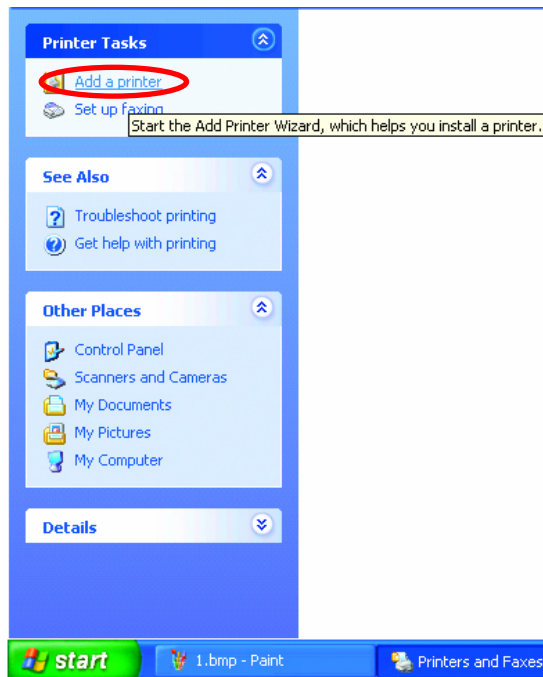 Printer Tasks
Add a printer
Set up faxing
Start the Add Printer Wizard, which helps you install a printer.
See Also
Troubleshoot printing
Get help with printing
Other Places
Control Panel
Scanners and Cameras
My Documents
My Pictures
My Computer
Details
start
1.bmp - Paint
Printers and Faxes